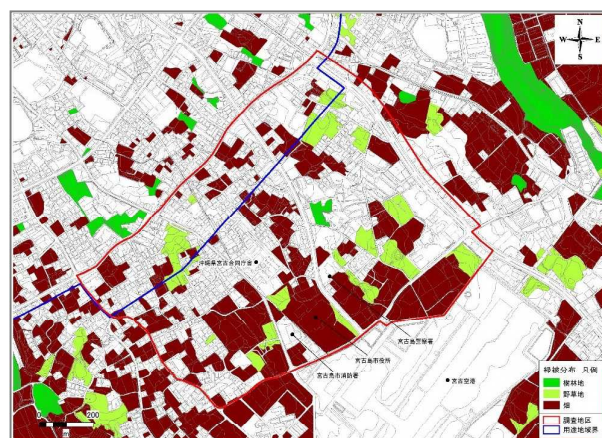 N
W E
S
沖縄県宮古合同庁舎
宮古島警察署
宮古島市役所
宮古島市消防署
宮古空港
緑被分布 凡例
樹林地
野草地
畑
調査地区
用途地域界
0 200
m